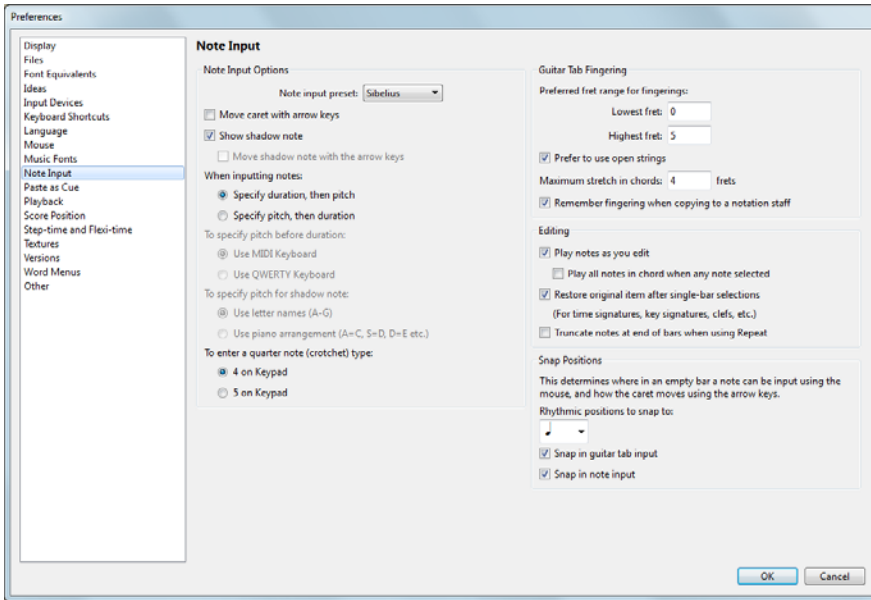 Preferences
Display
Files
Font Equivalents
Ideas
Input Devices
Keyboard Shortcuts
Language
Mouse
Music Fonts
Note Input
Paste as Cue
Playback
Score Position
Step-time and Flexi-time
Textures
Versions
Word Menus
Other
Note Input
Note Input Options
Note input preset: Sibelius
Move caret with arrow keys
Show shadow note
Move shadow note with the arrow keys
When inputting notes:
Specify duration, then pitch
Specify pitch, then duration
To specify pitch before duration:
Use MIDI Keyboard
Use QWERTY Keyboard
To specify pitch for shadow note:
Use letter names (A-G)
Use piano arrangement (A=C, S=D, D=E etc.)
To enter a quarter note (crotchet) type:
4 on Keypad
5 on Keypad
Guitar Tab Fingering
Preferred fret range for fingerings:
Lowest fret: 0
Highest fret: 5
Prefer to use open strings
Maximum stretch in chords: 4 frets
Remember fingering when copying to a notation staff
Editing
Play notes as you edit
Play all notes in chord when any note selected
Restore original item after single-bar selections
(For time signatures, key signatures, clefs, etc.)
Truncate notes at end of bars when using Repeat
Snap Positions
This determines where in an empty bar a note can be input using the
mouse, and how the caret moves using the arrow keys.
Rhythmic positions to snap to:
Snap in guitar tab input
Snap in note input
OK
Cancel